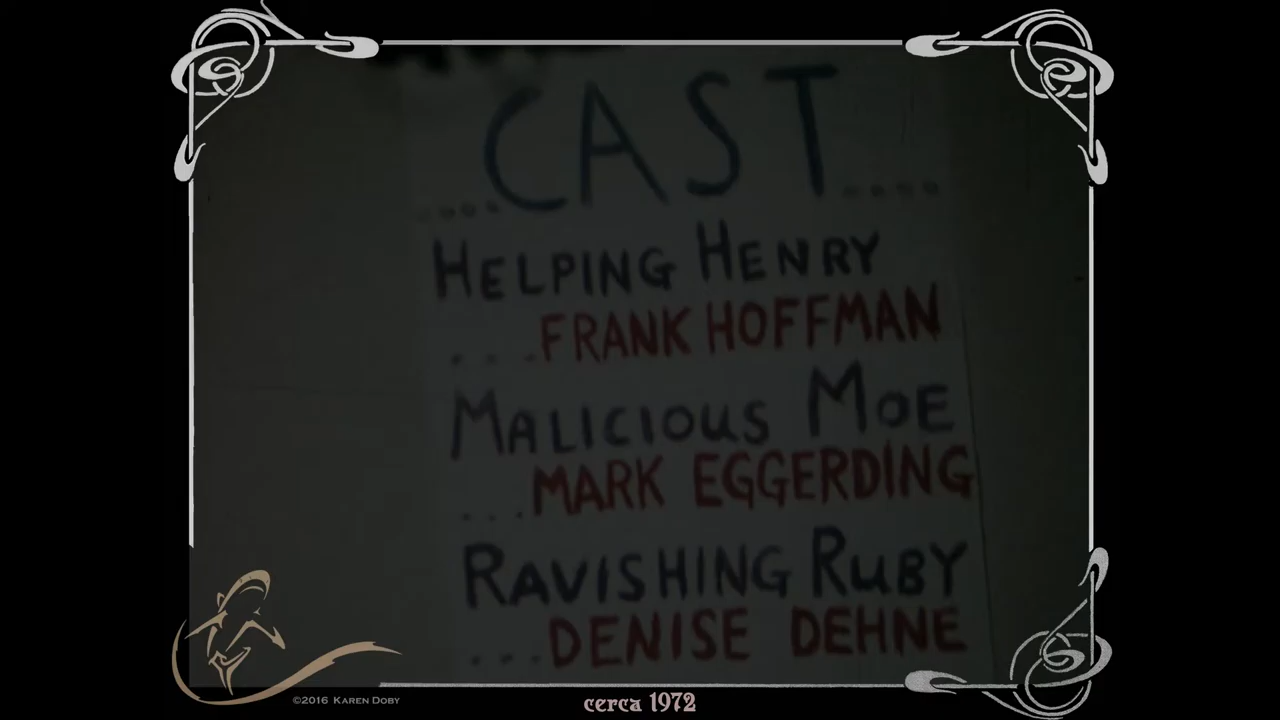 CAST
....        ....
HELPING HENRY
...FRANK HOFFMAN
MALICIOUS MOE
...MARK EGGERDING
RAVISHING RUBY
...DENISE DEHNE
©2016 KAREN DOBY
cerca 1972